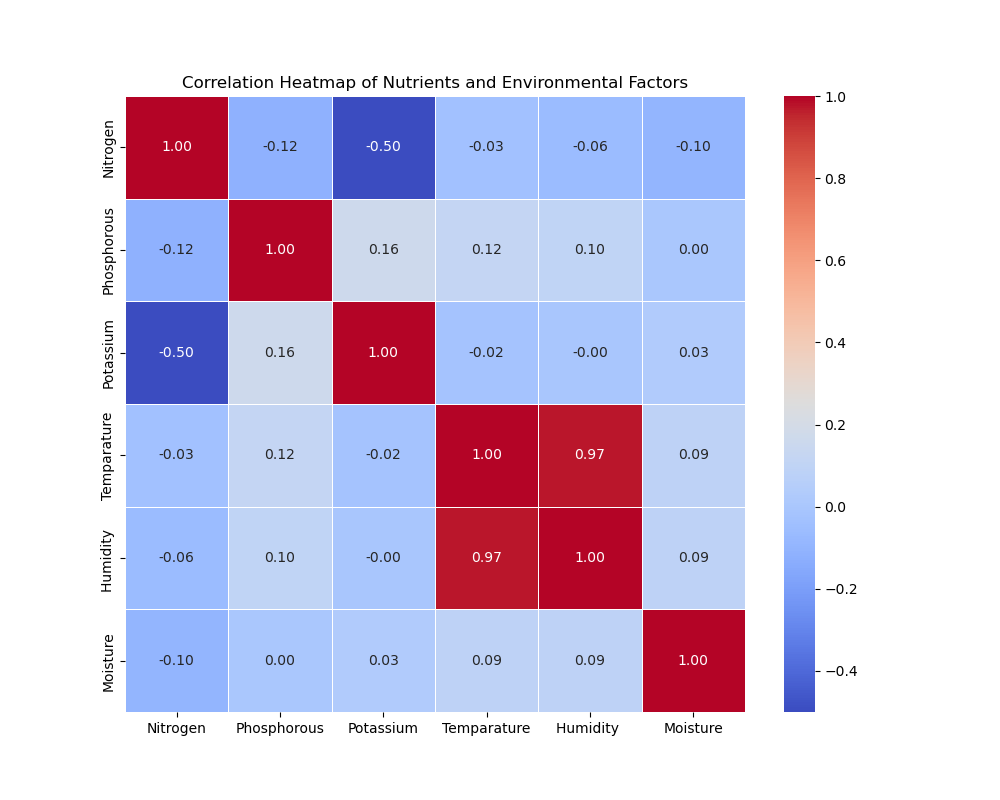 Correlation Heatmap of Nutrients and Environmental Factors
Nitrogen 1.00 -0.12 -0.50 -0.03 -0.06 -0.10
Phosphorous -0.12 1.00 0.16 0.12 0.10 0.00
Potassium -0.50 0.16 1.00 -0.02 -0.00 0.03
Temparature -0.03 0.12 -0.02 1.00 0.97 0.09
Humidity -0.06 0.10 -0.00 0.97 1.00 0.09
Moisture -0.10 0.00 0.03 0.09 0.09 1.00
Nitrogen Phosphorous Potassium Temparature Humidity Moisture
1.0
0.8
0.6
0.4
0.2
0.0
−0.2
−0.4